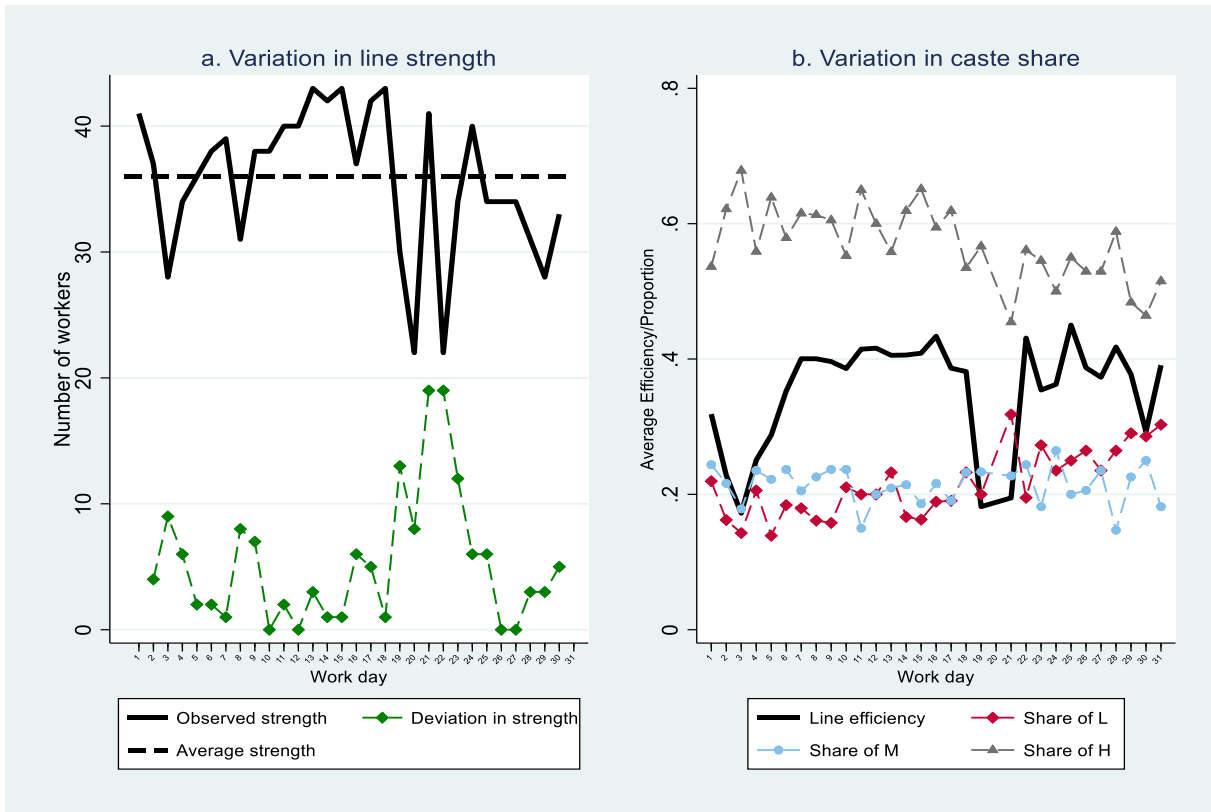 a. Variation in line strength
Number of workers
40
30
20
10
0
1 2 3 4 5 6 7 8 9 10 11 12 13 14 15 16 17 18 19 20 21 22 23 24 25 26 27 28 29 30 31
Work day
Observed strength Deviation in strength
Average strength
b. Variation in caste share
Average Efficiency/Proportion
.8
.6
.4
.2
0
1 2 3 4 5 6 7 8 9 10 11 12 13 14 15 16 17 18 19 20 21 22 23 24 25 26 27 28 29 30 31
Work day
Line efficiency Share of L
Share of M Share of H